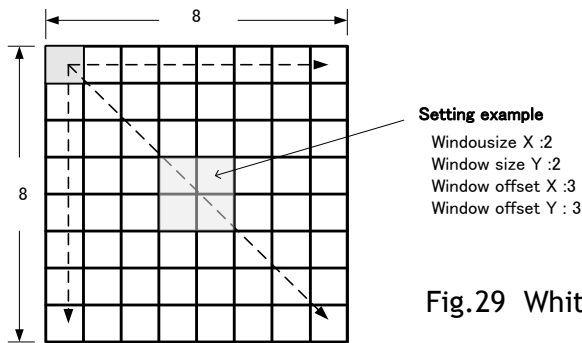 8
8
Setting example
Windousize X :2
Window size Y :2
Window offset X :3
Window offset Y : 3
Fig.29 Whit